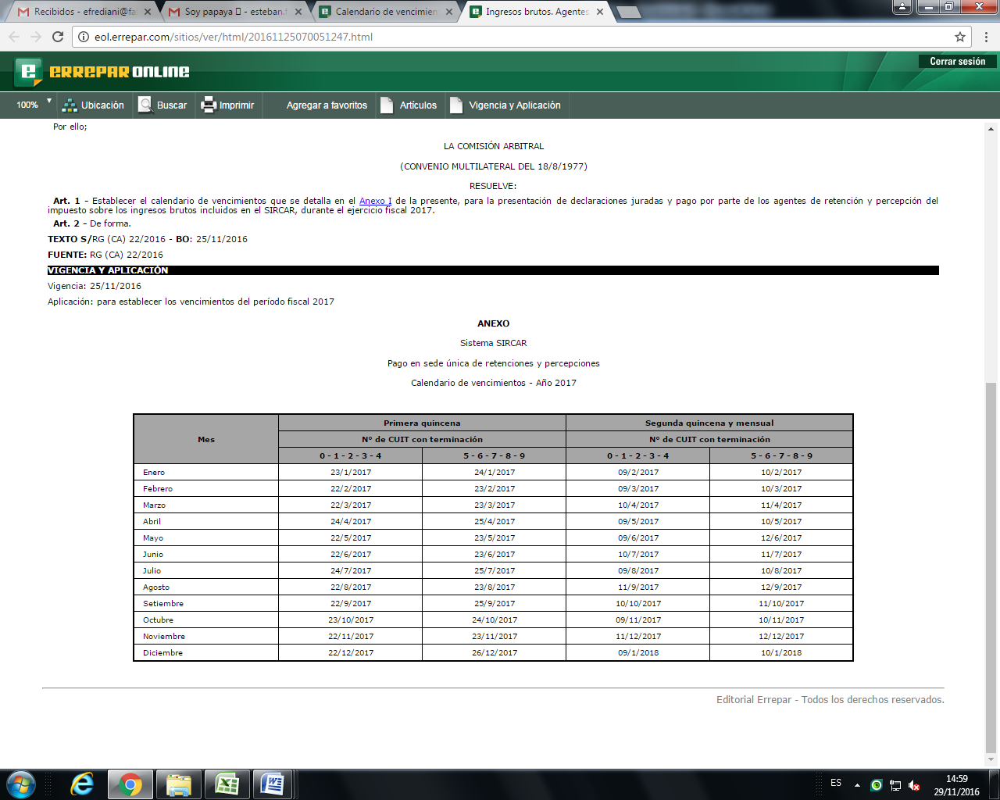 Recibidos - efrediani@fa
Soy papaya - esteban.f
Calendario de vencimien
Ingresos brutos. Agentes
eol.errepar.com/sitios/ver/html/20161125070051247.html
Cerrar sesión
e ERREPAR ONLINE
100% Ubicación Buscar Imprimir Agregar a favoritos Artículos Vigencia y Aplicación
Por ello;
LA COMISIÓN ARBITRAL
(CONVENIO MULTILATERAL DEL 18/8/1977)
RESUELVE:
Art. 1 - Establecer el calendario de vencimientos que se detalla en el Anexo I de la presente, para la presentación de declaraciones juradas y pago por parte de los agentes de retención y percepción del
impuesto sobre los ingresos brutos incluidos en el SIRCAR, durante el ejercicio fiscal 2017.
Art. 2 - De forma.
TEXTO S/RG (CA) 22/2016 - BO: 25/11/2016
FUENTE: RG (CA) 22/2016
VIGENCIA Y APLICACIÓN
Vigencia: 25/11/2016
Aplicación: para establecer los vencimientos del período fiscal 2017
ANEXO
Sistema SIRCAR
Pago en sede única de retenciones y percepciones
Calendario de vencimientos - Año 2017
Mes Primera quincena Segunda quincena y mensual
N° de CUIT con terminación N° de CUIT con terminación
0 - 1 - 2 - 3 - 4 5 - 6 - 7 - 8 - 9 0 - 1 - 2 - 3 - 4 5 - 6 - 7 - 8 - 9
Enero 23/1/2017 24/1/2017 09/2/2017 10/2/2017
Febrero 22/2/2017 23/2/2017 09/3/2017 10/3/2017
Marzo 22/3/2017 23/3/2017 10/4/2017 11/4/2017
Abril 24/4/2017 25/4/2017 09/5/2017 10/5/2017
Mayo 22/5/2017 23/5/2017 09/6/2017 12/6/2017
Junio 22/6/2017 23/6/2017 10/7/2017 11/7/2017
Julio 24/7/2017 25/7/2017 09/8/2017 10/8/2017
Agosto 22/8/2017 23/8/2017 11/9/2017 12/9/2017
Setiembre 22/9/2017 25/9/2017 10/10/2017 11/10/2017
Octubre 23/10/2017 24/10/2017 09/11/2017 10/11/2017
Noviembre 22/11/2017 23/11/2017 11/12/2017 12/12/2017
Diciembre 22/12/2017 26/12/2017 09/1/2018 10/1/2018
Editorial Errepar - Todos los derechos reservados.
ES
14:59
29/11/2016